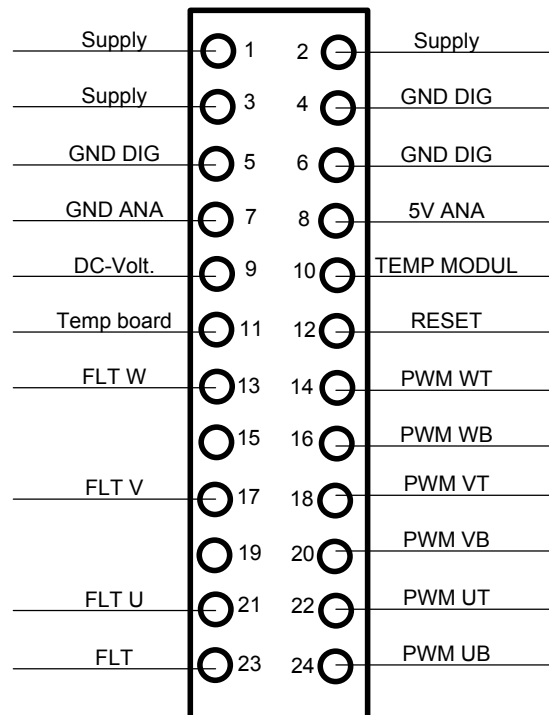 Supply 1 2 Supply
Supply 3 4 GND DIG
GND DIG 5 6 GND DIG
GND ANA 7 8 5V ANA
DC-Volt. 9 10 TEMP MODUL
Temp board 11 12 RESET
FLT W 13 14 PWM WT
15 16 PWM WB
FLT V 17 18 PWM VT
19 20 PWM VB
FLT U 21 22 PWM UT
FLT 23 24 PWM UB